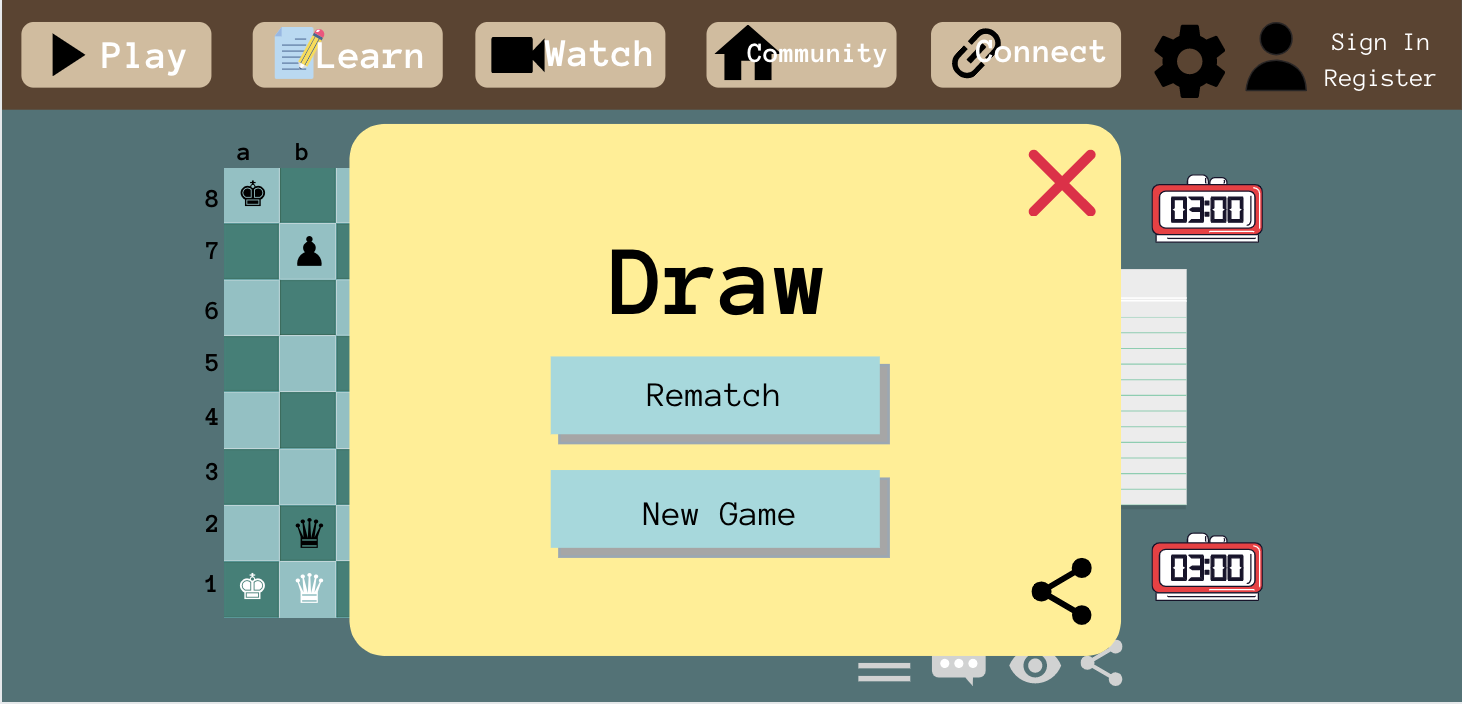 Play
Learn
Watch
Community
Connect
Sign In
Register
a b
8
7
6
5
4
3
2
1
03:00
Draw
Rematch
New Game
03:00